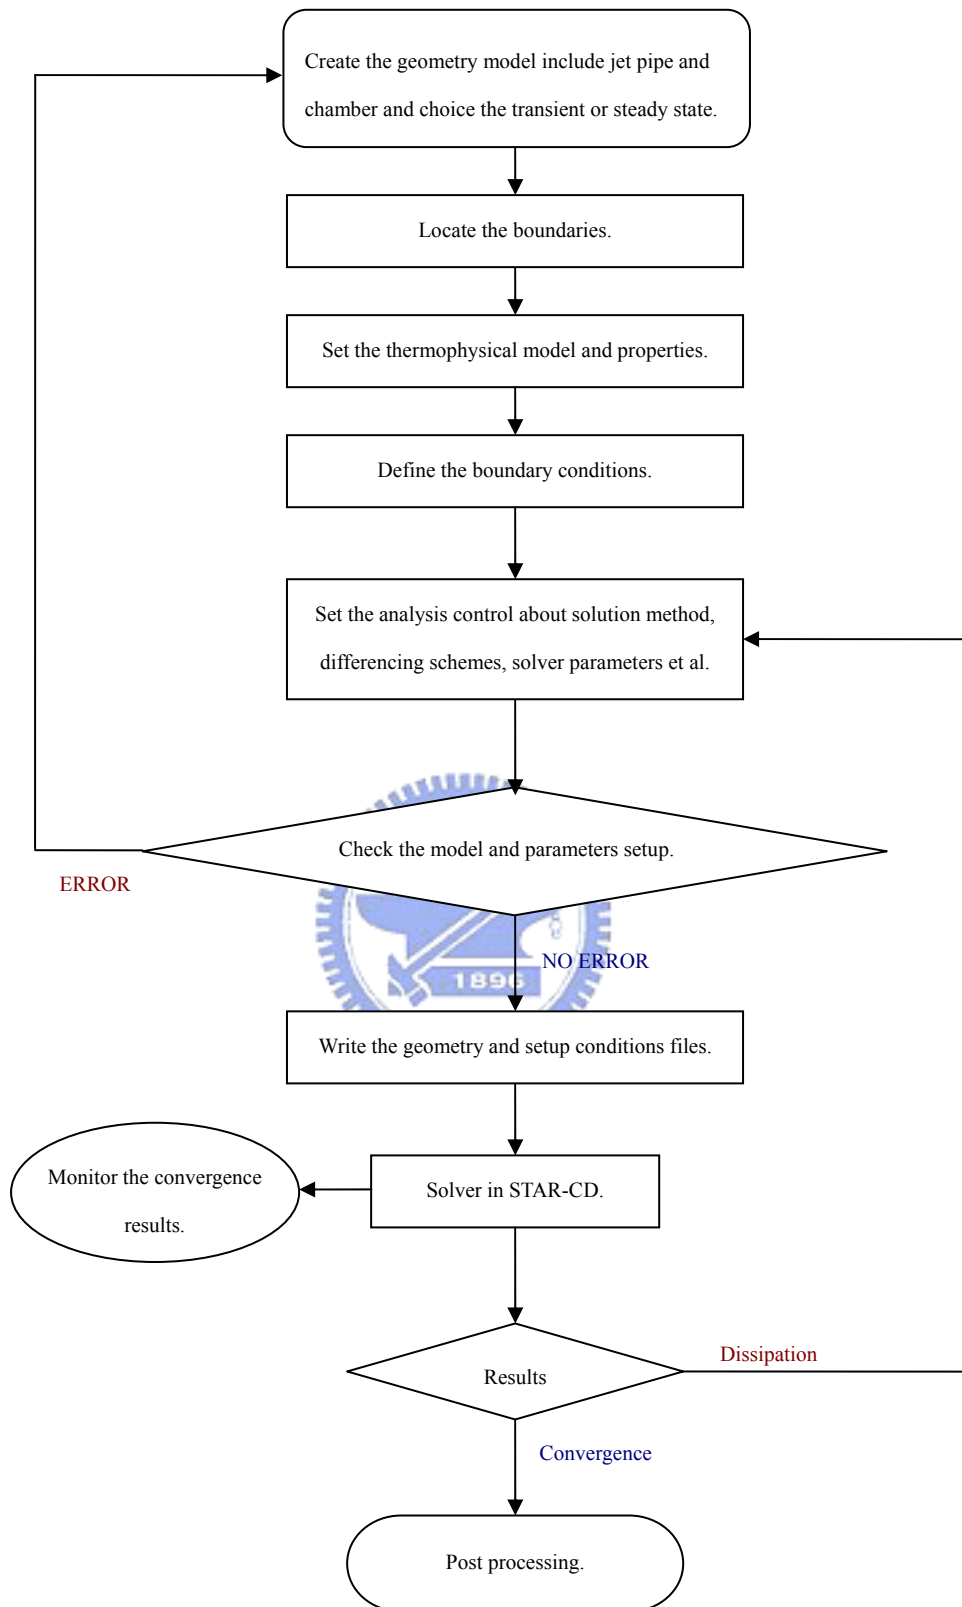 Create the geometry model include jet pipe and
chamber and choice the transient or steady state.
Locate the boundaries.
Set the thermophysical model and properties.
Define the boundary conditions.
Set the analysis control about solution method,
differencing schemes, solver parameters et al.
Check the model and parameters setup.
ERROR
NO ERROR
1896
Write the geometry and setup conditions files.
Monitor the convergence
results.
Solver in STAR-CD.
Results
Dissipation
Convergence
Post processing.